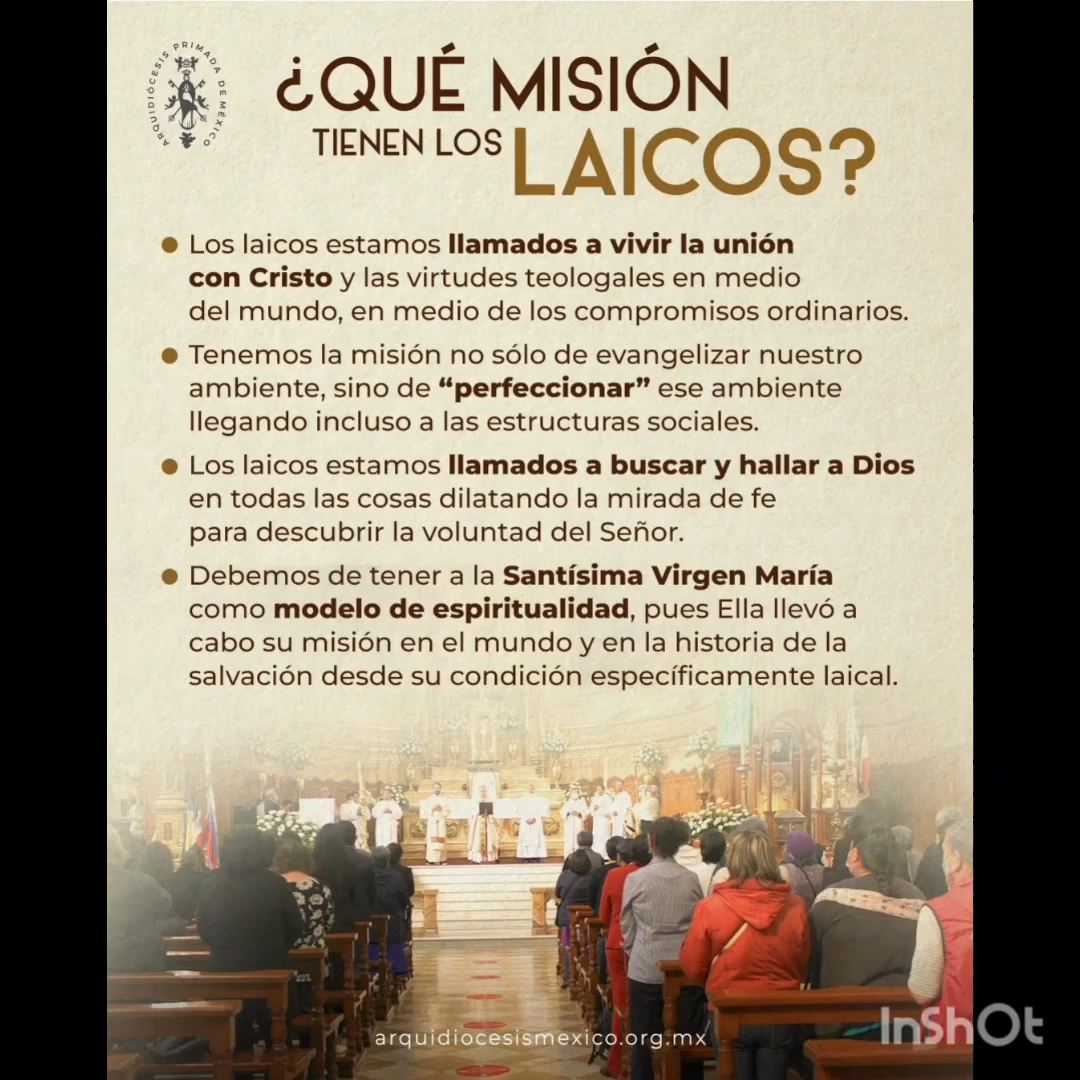 ARQUIDIÓCESIS PRIMADA DE MÉXICO
¿QUÉ MISIÓN
TIENEN LOS LAICOS?
Los laicos estamos llamados a vivir la unión
con Cristo y las virtudes teologales en medio
del mundo, en medio de los compromisos ordinarios.
Tenemos la misión no sólo de evangelizar nuestro
ambiente, sino de “perfeccionar” ese ambiente
llegando incluso a las estructuras sociales.
Los laicos estamos llamados a buscar y hallar a Dios
en todas las cosas dilatando la mirada de fe
para descubrir la voluntad del Señor.
Debemos de tener a la Santísima Virgen María
como modelo de espiritualidad, pues Ella llevó a
cabo su misión en el mundo y en la historia de la
salvación desde su condición específicamente laical.
arquidiocesismexico.org.mx
InShOt